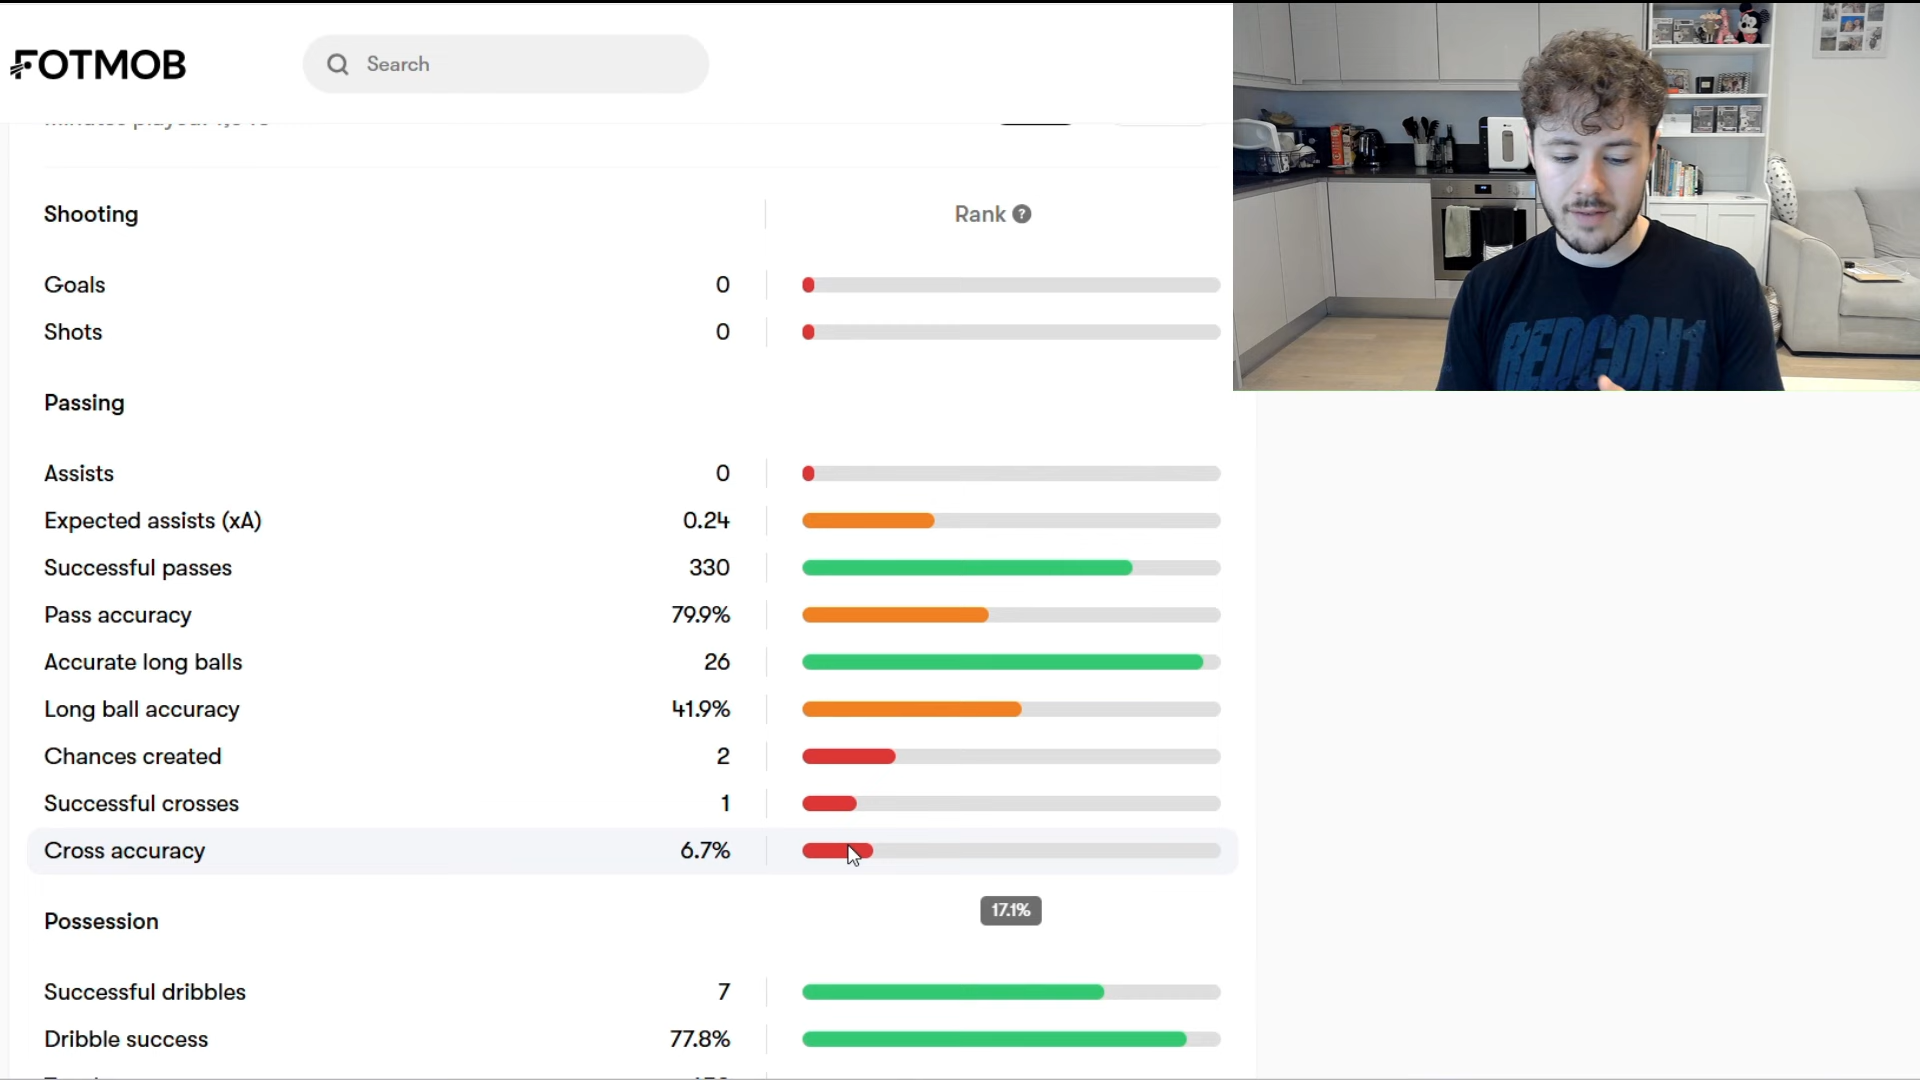 FOTMOB
Search
Shooting
Rank ?
Goals 0
Shots 0
Passing
Assists 0
Expected assists (xA) 0.24
Successful passes 330
Pass accuracy 79.9%
Accurate long balls 26
Long ball accuracy 41.9%
Chances created 2
Successful crosses 1
Cross accuracy 6.7%
17.1%
Possession
Successful dribbles 7
Dribble success 77.8%
REDCON1